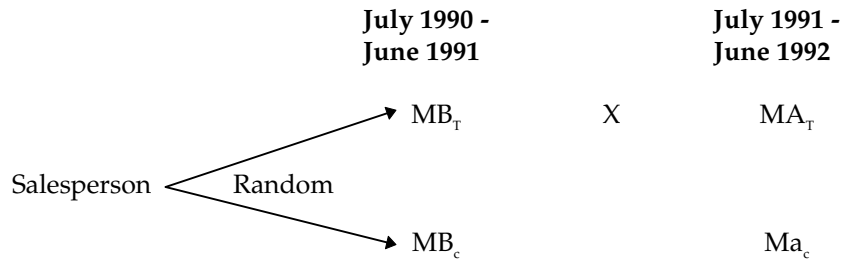 July 1990 - July 1991 -
June 1991 June 1992
MB_T X MA_T
Salesperson Random
MB_c Ma_c